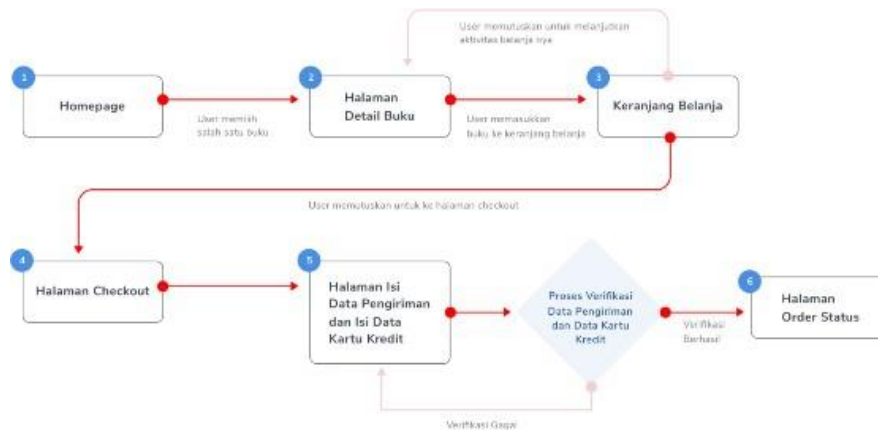 User memutuskan untuk melanjutkan
aktivitas belanja nya
1
Homepage
User memilih
salah satu buku
2
Halaman
Detail Buku
User memasukkan
buku ke keranjang belanja
3
Keranjang Belanja
User memutuskan untuk ke halaman checkout
4
Halaman Checkout
5
Halaman Isi
Data Pengiriman
dan Isi Data
Kartu Kredit
Proses Verifikasi
Data Pengiriman
dan Data Kartu
Kredit
Verifikasi
Berhasil
6
Halaman
Order Status
Verifikasi Gagal